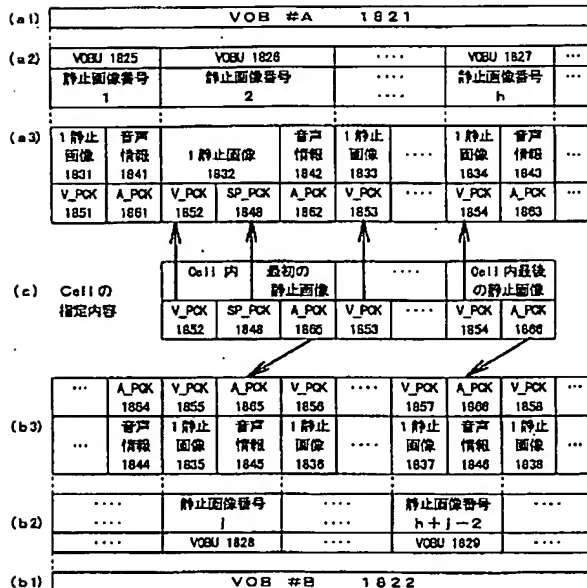 (a1) VOB #A 1821
(a2) VOBU 1825 VOBU 1826 ···· VOBU 1827 ···
静止画像番号 1 静止画像番号 2 ···· 静止画像番号 h
(a3) 1静止画像 1831 音声情報 1841 1静止画像 1832 音声情報 1842 1静止画像 1833 ···· 1静止画像 1834 音声情報 1843 ···
V_PCK 1851 A_PCK 1861 V_PCK 1852 SP_PCK 1848 A_PCK 1862 V_PCK 1853 ···· V_PCK 1854 A_PCK 1863 ···
Cell内 最初の静止画像 ···· Cell内最後の静止画像
(c) Cellの指定内容 V_PCK 1852 SP_PCK 1848 A_PCK 1865 V_PCK 1853 ···· V_PCK 1854 A_PCK 1866
··· A_PCK 1864 V_PCK 1855 A_PCK 1865 V_PCK 1856 ···· V_PCK 1857 A_PCK 1866 V_PCK 1858 ···
(b3) ··· 音声情報 1844 1静止画像 1835 音声情報 1845 1静止画像 1836 ···· 1静止画像 1837 音声情報 1846 1静止画像 1838 ···
(b2) ···· 静止画像番号 j ···· 静止画像番号 h+j-2 ····
···· VOBU 1828 ···· VOBU 1829 ····
(b1) VOB #B 1822